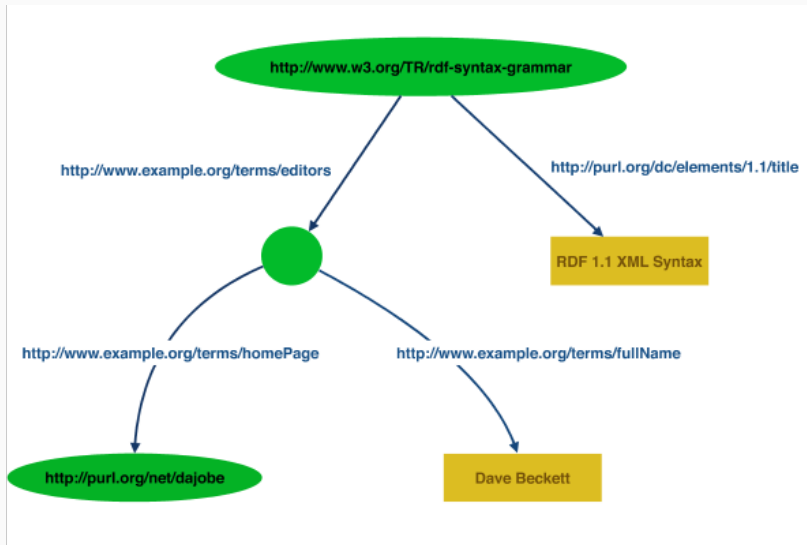 http://www.w3.org/TR/rdf-syntax-grammar
http://www.example.org/terms/editors
http://purl.org/dc/elements/1.1/title
RDF 1.1 XML Syntax
http://www.example.org/terms/homePage
http://www.example.org/terms/fullName
http://purl.org/net/dajobe
Dave Beckett